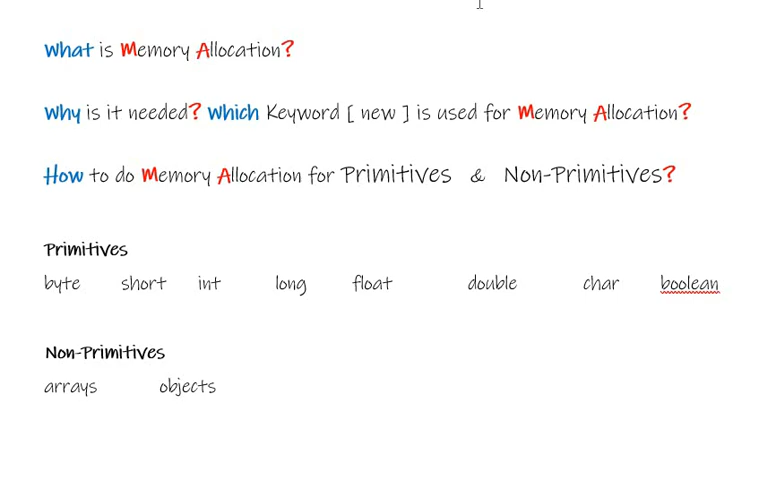 What is Memory Allocation?
Why is it needed? Which Keyword [ new ] is used for Memory Allocation?
How to do Memory Allocation for Primitives & Non-Primitives?
Primitives
byte short int long float double char boolean
Non-Primitives
arrays objects